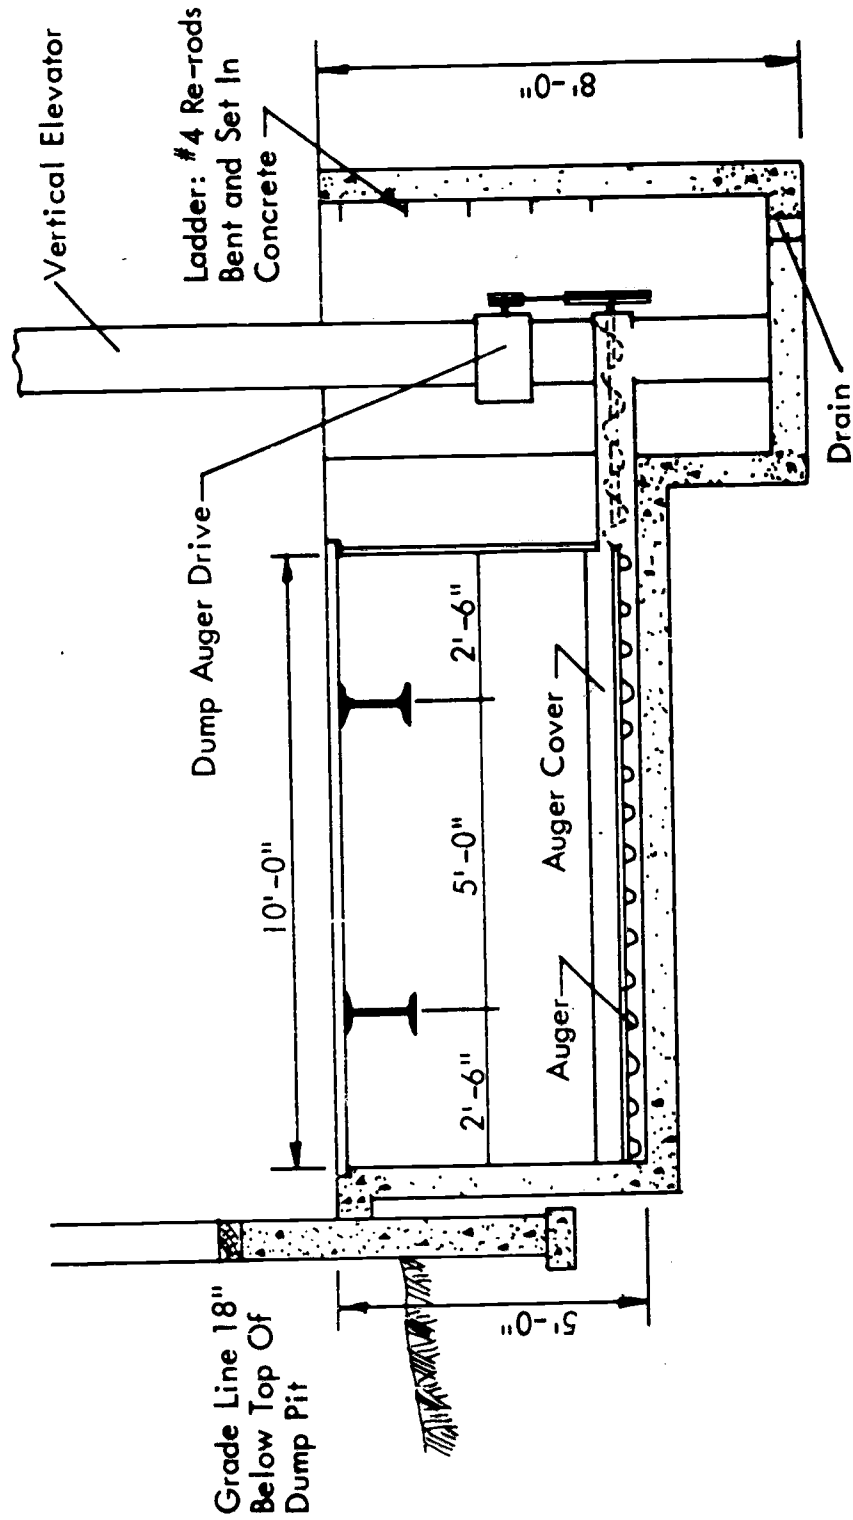 Vertical Elevator
Ladder: #4 Re-rods
Bent and Set In
Concrete
Dump Auger Drive
10'-0"
8'-0"
2'-6"
5'-0"
2'-6"
Auger Cover
Auger
Drain
Grade Line 18"
Below Top Of
Dump Pit
5'-0"